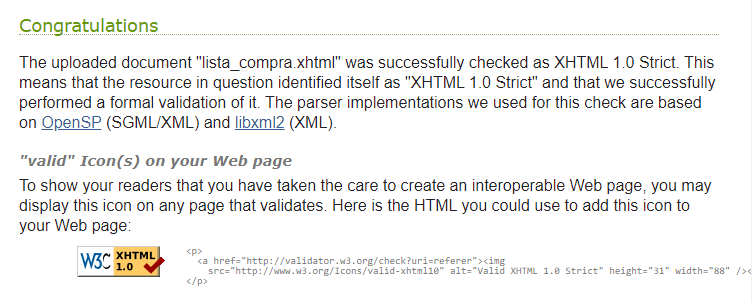 Congratulations
The uploaded document "lista_compra.xhtml" was successfully checked as XHTML 1.0 Strict. This
means that the resource in question identified itself as "XHTML 1.0 Strict" and that we successfully
performed a formal validation of it. The parser implementations we used for this check are based
on OpenSP (SGML/XML) and libxml2 (XML).
"valid" Icon(s) on your Web page
To show your readers that you have taken the care to create an interoperable Web page, you may
display this icon on any page that validates. Here is the HTML you could use to add this icon to
your Web page:
W3C XHTML 1.0
<p>
<a href="http://validator.w3.org/check?uri=referer"><img
src="http://www.w3.org/Icons/valid-xhtml10" alt="Valid XHTML 1.0 Strict" height="31" width="88" /><
</p>